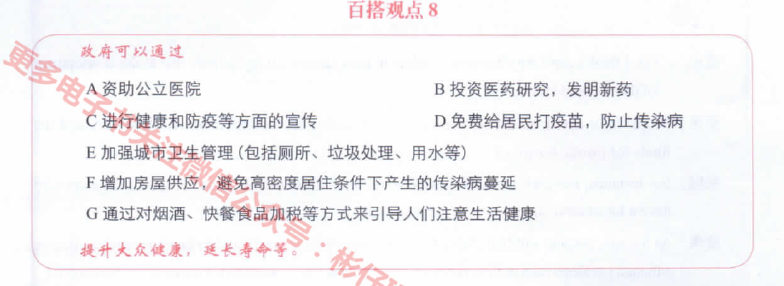 百搭观点 8
政府可以通过
A 资助公立医院 B 投资医药研究，发明新药
C 进行健康和防疫等方面的宣传 D 免费给居民打疫苗，防止传染病
E 加强城市卫生管理(包括厕所、垃圾处理、用水等)
F 增加房屋供应，避免高密度居住条件下产生的传染病蔓延
G 通过对烟酒、快餐食品加税等方式来引导人们注意生活健康
提升大众健康，延长寿命等。
更多电子书关注微信公众号：彬仔